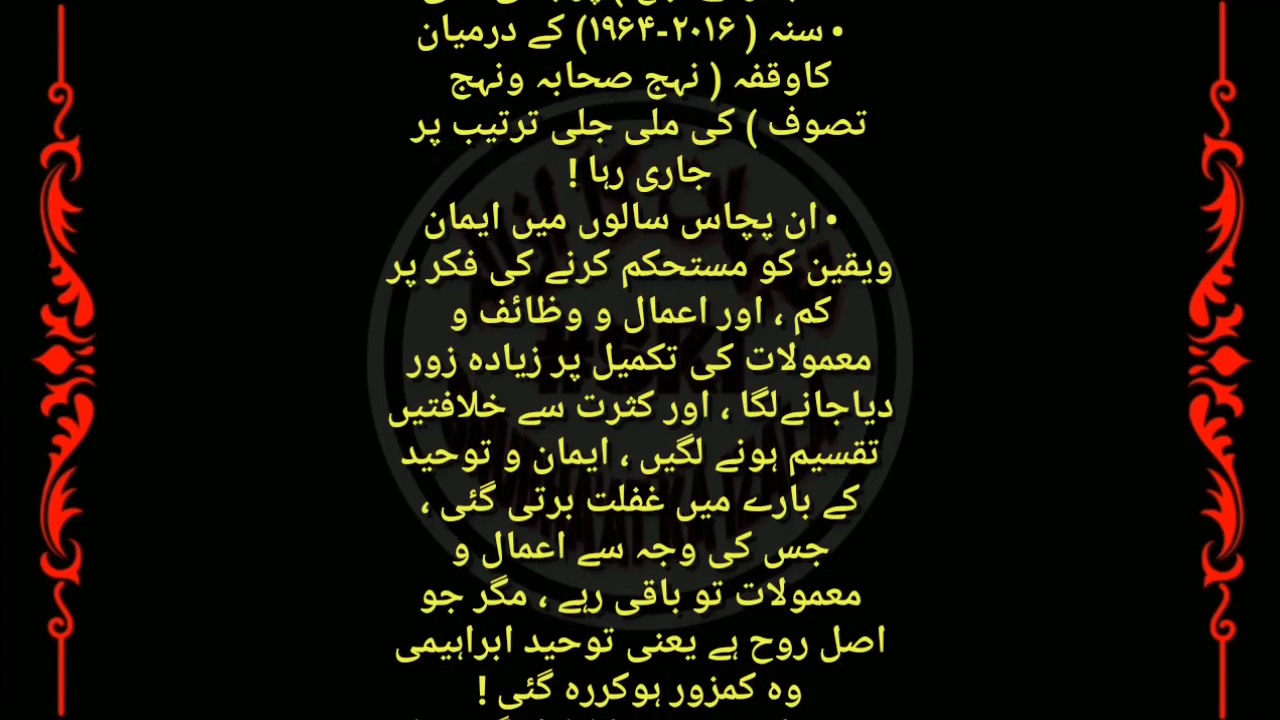 • سنہ ( ۲۰۱۶-۱۹۶۴) کے درمیان
کاوقفہ ( نہج صحابہ ونہج
تصوف ) کی ملی جلی ترتیب پر
جاری رہا !
• ان پچاس سالوں میں ایمان
ویقین کو مستحکم کرنے کی فکر پر
کم ، اور اعمال و وظائف و
معمولات کی تکمیل پر زیادہ زور
دیاجانےلگا ، اور کثرت سے خلافتیں
تقسیم ہونے لگیں ، ایمان و توحید
کے بارے میں غفلت برتی گئی ،
جس کی وجہ سے اعمال و
معمولات تو باقی رہے ، مگر جو
اصل روح ہے یعنی توحید ابراہیمی
وہ کمزور ہوکررہ گئی !